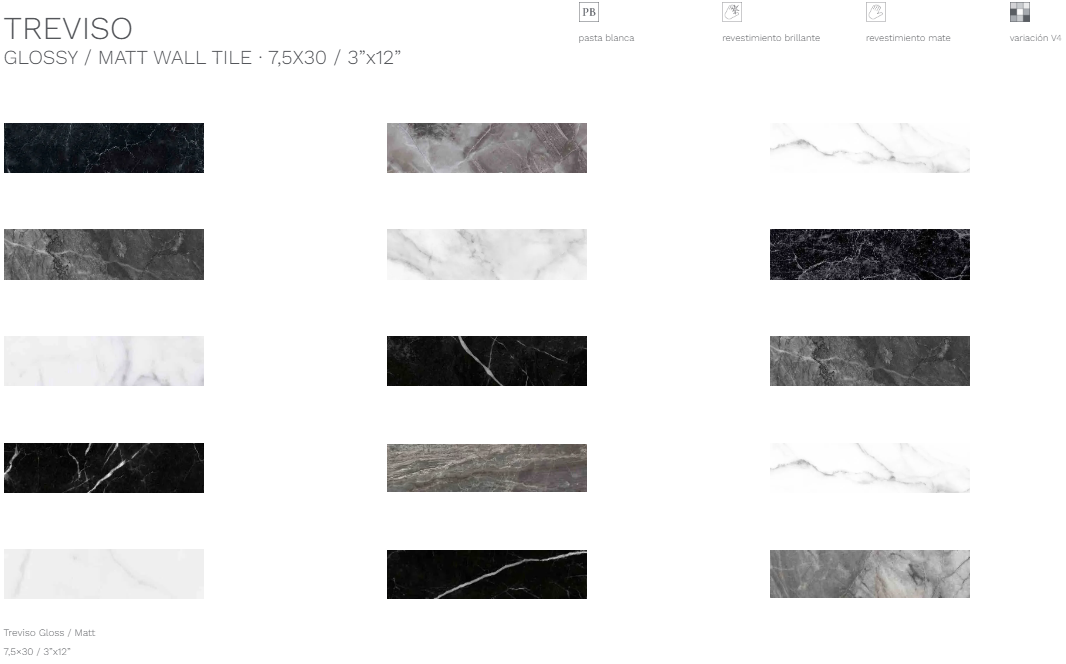 TREVISO
GLOSSY / MATT WALL TILE · 7,5X30 / 3”x12”
PB
pasta blanca
revestimiento brillante
revestimiento mate
variación V4
Treviso Gloss / Matt
7,5×30 / 3”x12”